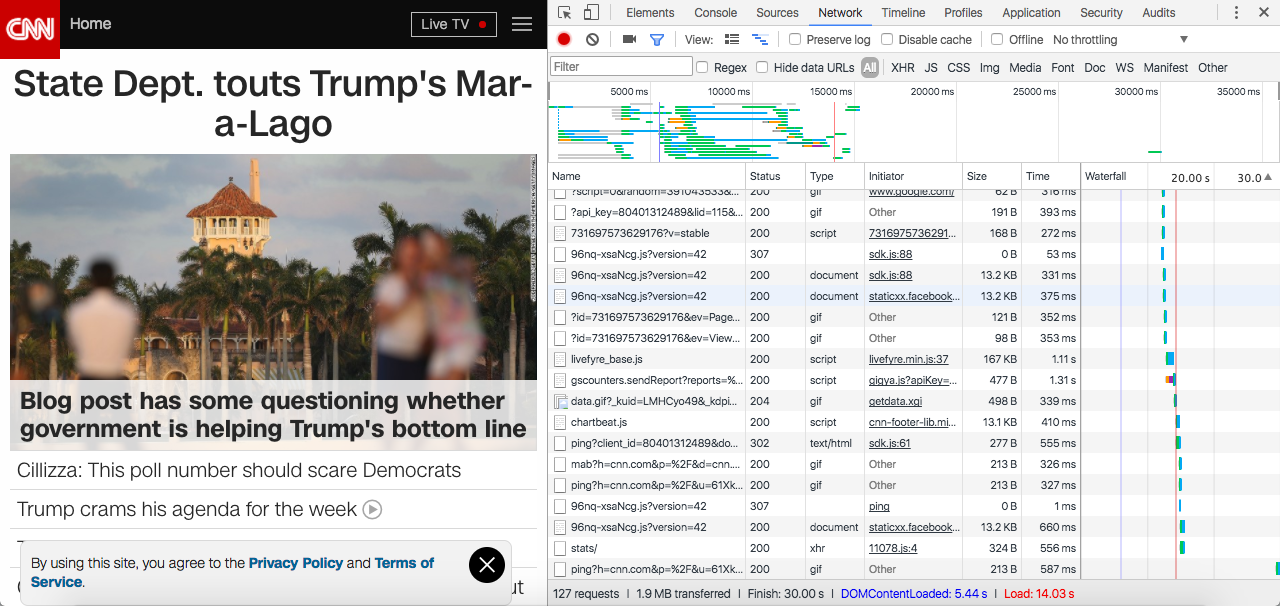 CNN
Home
Live TV
State Dept. touts Trump's Mar-
a-Lago
Blog post has some questioning whether
government is helping Trump's bottom line
Cillizza: This poll number should scare Democrats
Trump crams his agenda for the week
By using this site, you agree to the Privacy Policy and Terms of
Service.
Elements Console Sources Network Timeline Profiles Application Security Audits
View: Preserve log Disable cache Offline No throttling
Filter Regex Hide data URLs All XHR JS CSS Img Media Font Doc WS Manifest Other
5000 ms 10000 ms 15000 ms 20000 ms 25000 ms 30000 ms 35000 ms
Name Status Type Initiator Size Time Waterfall 20.00 s 30.0
?script=0&random=391043533&... 200 gif www.google.com/ 62 B 316 ms
?api_key=80401312489&lid=115&... 200 gif Other 191 B 393 ms
731697573629176?v=stable 200 script 7316975736291... 168 B 272 ms
96nq-xsaNcg.js?version=42 307 sdk.js:88 0 B 53 ms
96nq-xsaNcg.js?version=42 200 document sdk.js:88 13.2 KB 331 ms
96nq-xsaNcg.js?version=42 200 document staticxx.facebook... 13.2 KB 375 ms
?id=731697573629176&ev=Page... 200 gif Other 121 B 352 ms
?id=731697573629176&ev=View... 200 gif Other 98 B 353 ms
livefyre_base.js 200 script livefyre.min.js:37 167 KB 1.11 s
gscounters.sendReport?reports=%... 200 script gigya.js?apiKey=... 477 B 1.31 s
data.gif?_kuid=LMHCyo49&_kdpi... 204 gif getdata.xgi 498 B 339 ms
chartbeat.js 200 script cnn-footer-lib.mi... 13.1 KB 410 ms
ping?client_id=80401312489&do... 302 text/html sdk.js:61 277 B 555 ms
mab?h=cnn.com&p=%2F&d=cnn.... 200 gif Other 213 B 326 ms
ping?h=cnn.com&p=%2F&u=61Xk... 200 gif Other 213 B 327 ms
96nq-xsaNcg.js?version=42 307 ping 0 B 1 ms
96nq-xsaNcg.js?version=42 200 document staticxx.facebook... 13.2 KB 660 ms
stats/ 200 xhr 11078.js:4 324 B 556 ms
ping?h=cnn.com&p=%2F&u=61Xk... 200 gif Other 213 B 587 ms
127 requests | 1.9 MB transferred | Finish: 30.00 s | DOMContentLoaded: 5.44 s | Load: 14.03 s